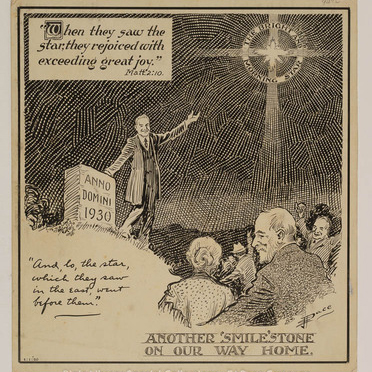 "When they saw the
star; they rejoiced with
exceeding great joy."
Matt 2:10.
THE BRIGHT AND
MORNING STAR
ANNO
DOMINI
1930
"And lo, the star,
which they saw
in the East, went
before them."
ANOTHER 'SMILE'STONE
ON OUR WAY HOME.